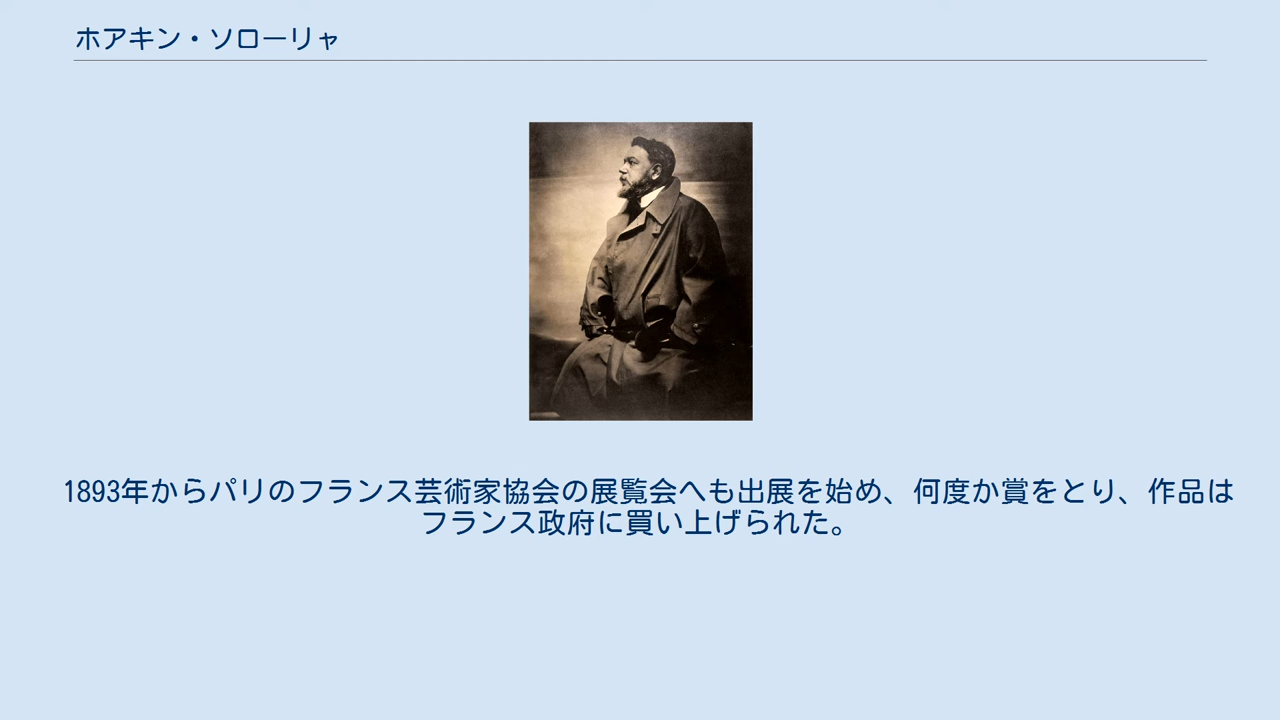 ホアキン・ソローリャ
1893年からパリのフランス芸術家協会の展覧会へも出展を始め、何度か賞をとり、作品は
フランス政府に買い上げられた。